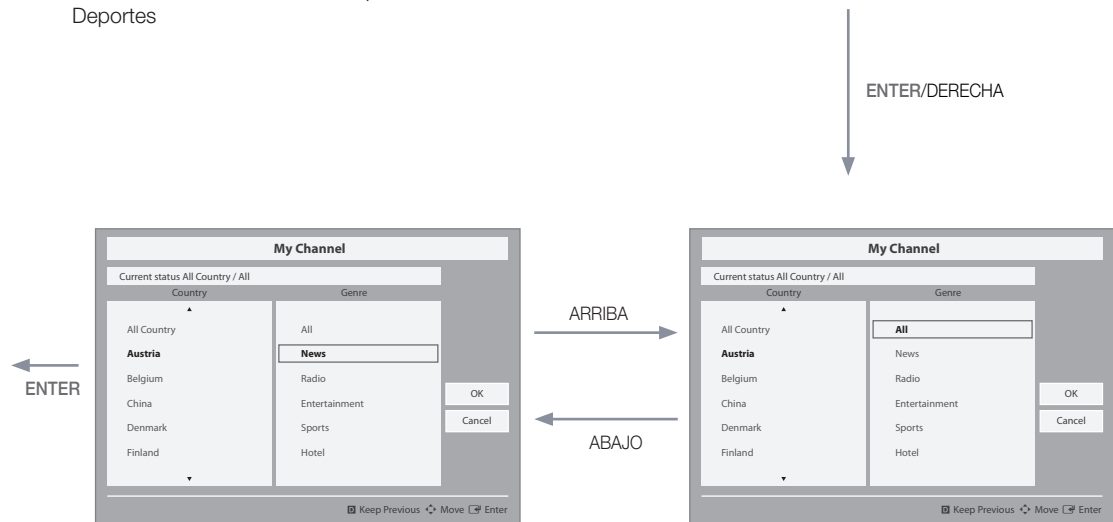 Deportes
ENTER/DERECHA
My Channel
Current status All Country / All
Country Genre
All Country All
Austria News
Belgium Radio
China Entertainment
Denmark Sports
Finland Hotel
OK
Cancel
D Keep Previous Move Enter
ENTER
ARRIBA
ABAJO
My Channel
Current status All Country / All
Country Genre
All Country All
Austria News
Belgium Radio
China Entertainment
Denmark Sports
Finland Hotel
OK
Cancel
D Keep Previous Move Enter